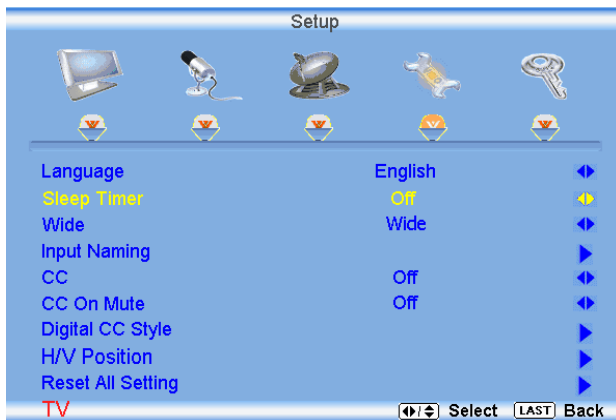 Setup
Language English
Sleep Timer Off
Wide Wide
Input Naming
CC Off
CC On Mute Off
Digital CC Style
H/V Position
Reset All Setting
TV Select LAST Back